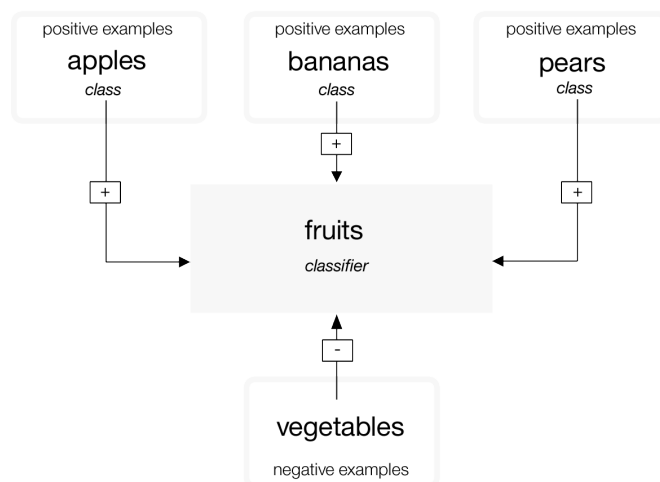 positive examples
apples
class
positive examples
bananas
class
positive examples
pears
class
+
+
+
fruits
classifier
-
vegetables
negative examples